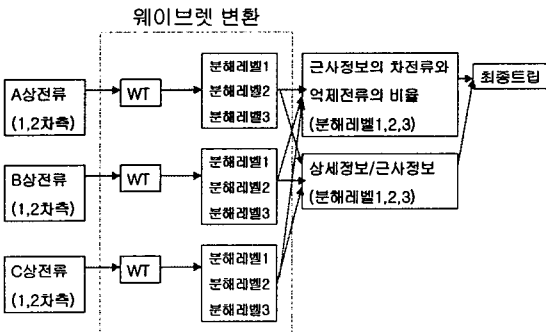 웨이브렛 변환
A상전류
(1,2차측)
WT
분해레벨1
분해레벨2
분해레벨3
B상전류
(1,2차측)
WT
분해레벨1
분해레벨2
분해레벨3
C상전류
(1,2차측)
WT
분해레벨1
분해레벨2
분해레벨3
근사정보의 차전류와
억제전류의 비율
(분해레벨1,2,3)
상세정보/근사정보
(분해레벨1,2,3)
최종트립